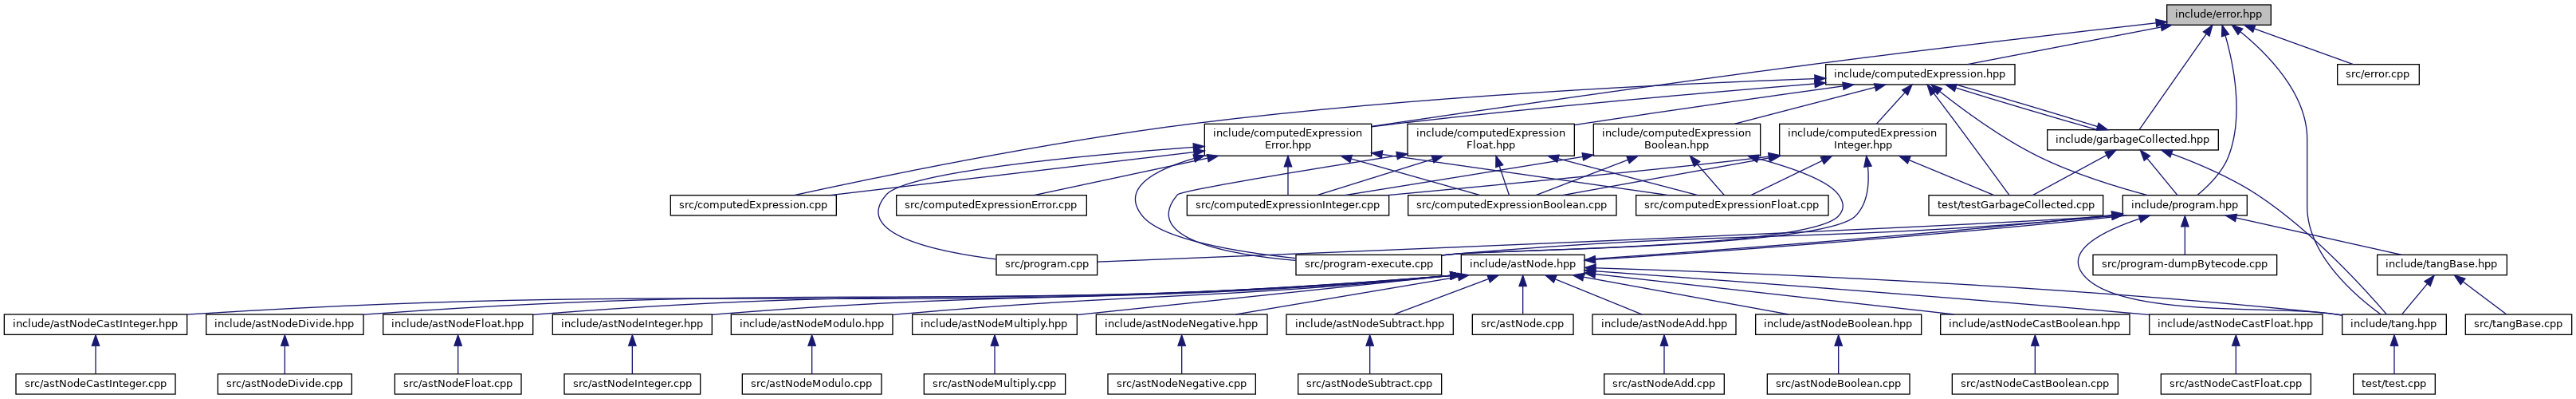 include/error.hpp
include/computedExpression.hpp
src/error.cpp
include/computedExpression
Error.hpp
include/computedExpression
Float.hpp
include/computedExpression
Boolean.hpp
include/computedExpression
Integer.hpp
include/garbageCollected.hpp
src/computedExpression.cpp
src/computedExpressionError.cpp
src/computedExpressionInteger.cpp
src/computedExpressionBoolean.cpp
src/computedExpressionFloat.cpp
test/testGarbageCollected.cpp
include/program.hpp
src/program.cpp
src/program-execute.cpp
include/astNode.hpp
src/program-dumpBytecode.cpp
include/tangBase.hpp
include/astNodeCastInteger.hpp
include/astNodeDivide.hpp
include/astNodeFloat.hpp
include/astNodeInteger.hpp
include/astNodeModulo.hpp
include/astNodeMultiply.hpp
include/astNodeNegative.hpp
include/astNodeSubtract.hpp
src/astNode.cpp
include/astNodeAdd.hpp
include/astNodeBoolean.hpp
include/astNodeCastBoolean.hpp
include/astNodeCastFloat.hpp
include/tang.hpp
src/tangBase.cpp
src/astNodeCastInteger.cpp
src/astNodeDivide.cpp
src/astNodeFloat.cpp
src/astNodeInteger.cpp
src/astNodeModulo.cpp
src/astNodeMultiply.cpp
src/astNodeNegative.cpp
src/astNodeSubtract.cpp
src/astNodeAdd.cpp
src/astNodeBoolean.cpp
src/astNodeCastBoolean.cpp
src/astNodeCastFloat.cpp
test/test.cpp